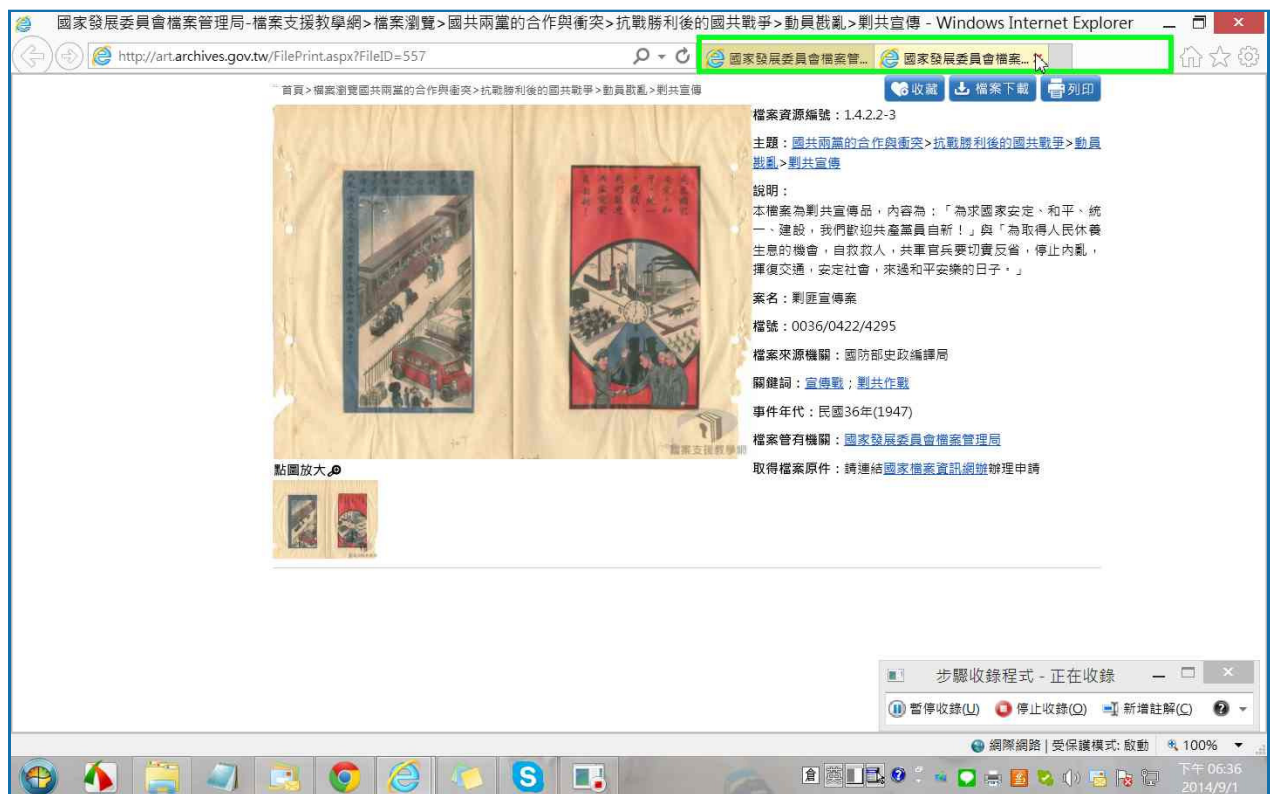 國家發展委員會檔案管理局-檔案支援教學網>檔案瀏覽>國共兩黨的合作與衝突>抗戰勝利後的國共戰爭>動員戡亂>剿共宣傳 - Windows Internet Explorer
http://art.archives.gov.tw/FilePrint.aspx?FileID=557
國家發展委員會檔案管...
國家發展委員會檔案...
首頁>檔案瀏覽國共兩黨的合作與衝突>抗戰勝利後的國共戰爭>動員戡亂>剿共宣傳
收藏
檔案下載
列印
檔案資源編號：1.4.2.2-3
主題：國共兩黨的合作與衝突>抗戰勝利後的國共戰爭>動員
戡亂>剿共宣傳
說明：
本檔案為剿共宣傳品，內容為：「為求國家安定、和平、統
一、建設，我們歡迎共產黨員自新！」與「為取得人民休養
生息的機會，自救救人，共軍官兵要切實反省，停止內亂，
揮復交通，安定社會，來過和平安樂的日子。」
案名：剿匪宣傳案
檔號：0036/0422/4295
檔案來源機關：國防部史政編譯局
關鍵詞：宣傳戰；剿共作戰
事件年代：民國36年(1947)
檔案管有機關：國家發展委員會檔案管理局
取得檔案原件：請連結國家檔案資訊網辦辦理申請
檔案支援教學網
點圖放大
步驟收錄程式 - 正在收錄
暫停收錄(U)
停止收錄(O)
新增註解(C)
網際網路 | 受保護模式: 啟動
100%
倉
英
下午 06:36
2014/9/1